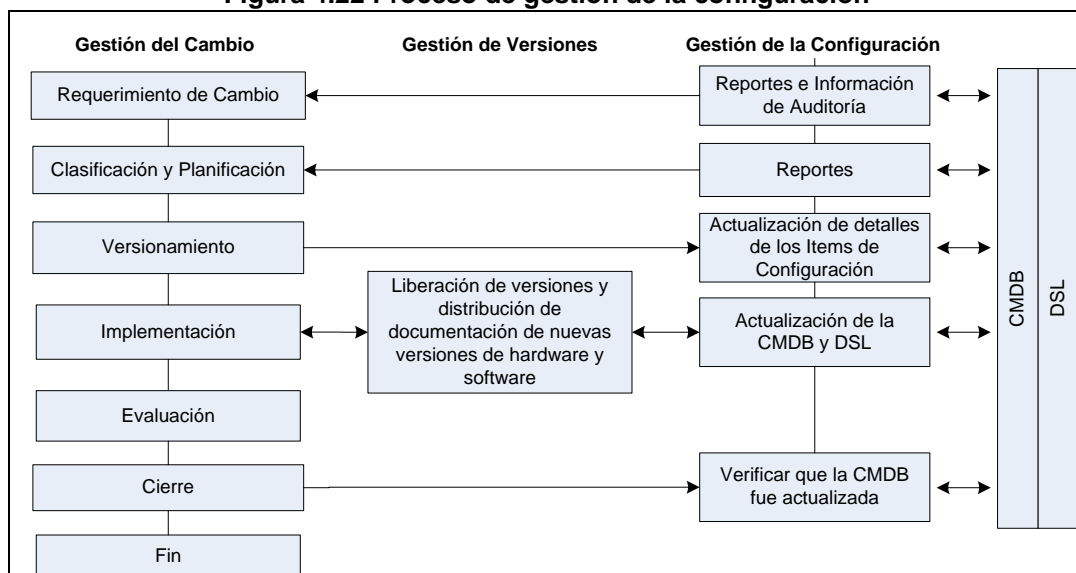 Figura 4.22 Proceso de gestión de la configuración
Gestión del Cambio
Gestión de Versiones
Gestión de la Configuración
Requerimiento de Cambio
Reportes e Información
de Auditoría
Clasificación y Planificación
Reportes
Versionamiento
Actualización de detalles
de los Items de
Configuración
Implementación
Liberación de versiones y
distribución de
documentación de nuevas
versiones de hardware y
software
Actualización de la
CMDB y DSL
Evaluación
Cierre
Verificar que la CMDB
fue actualizada
Fin
CMDB
DSL